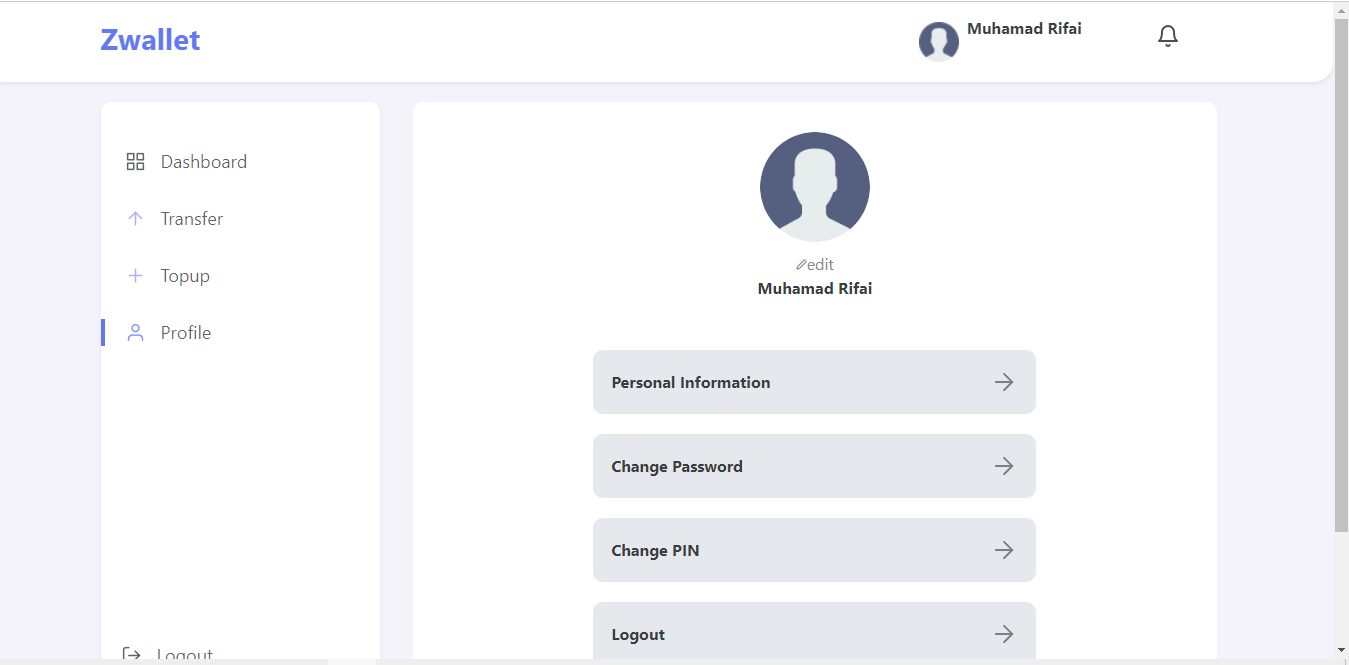 Zwallet
Muhamad Rifai
Dashboard
Transfer
Topup
Profile
Logout
edit
Muhamad Rifai
Personal Information
Change Password
Change PIN
Logout